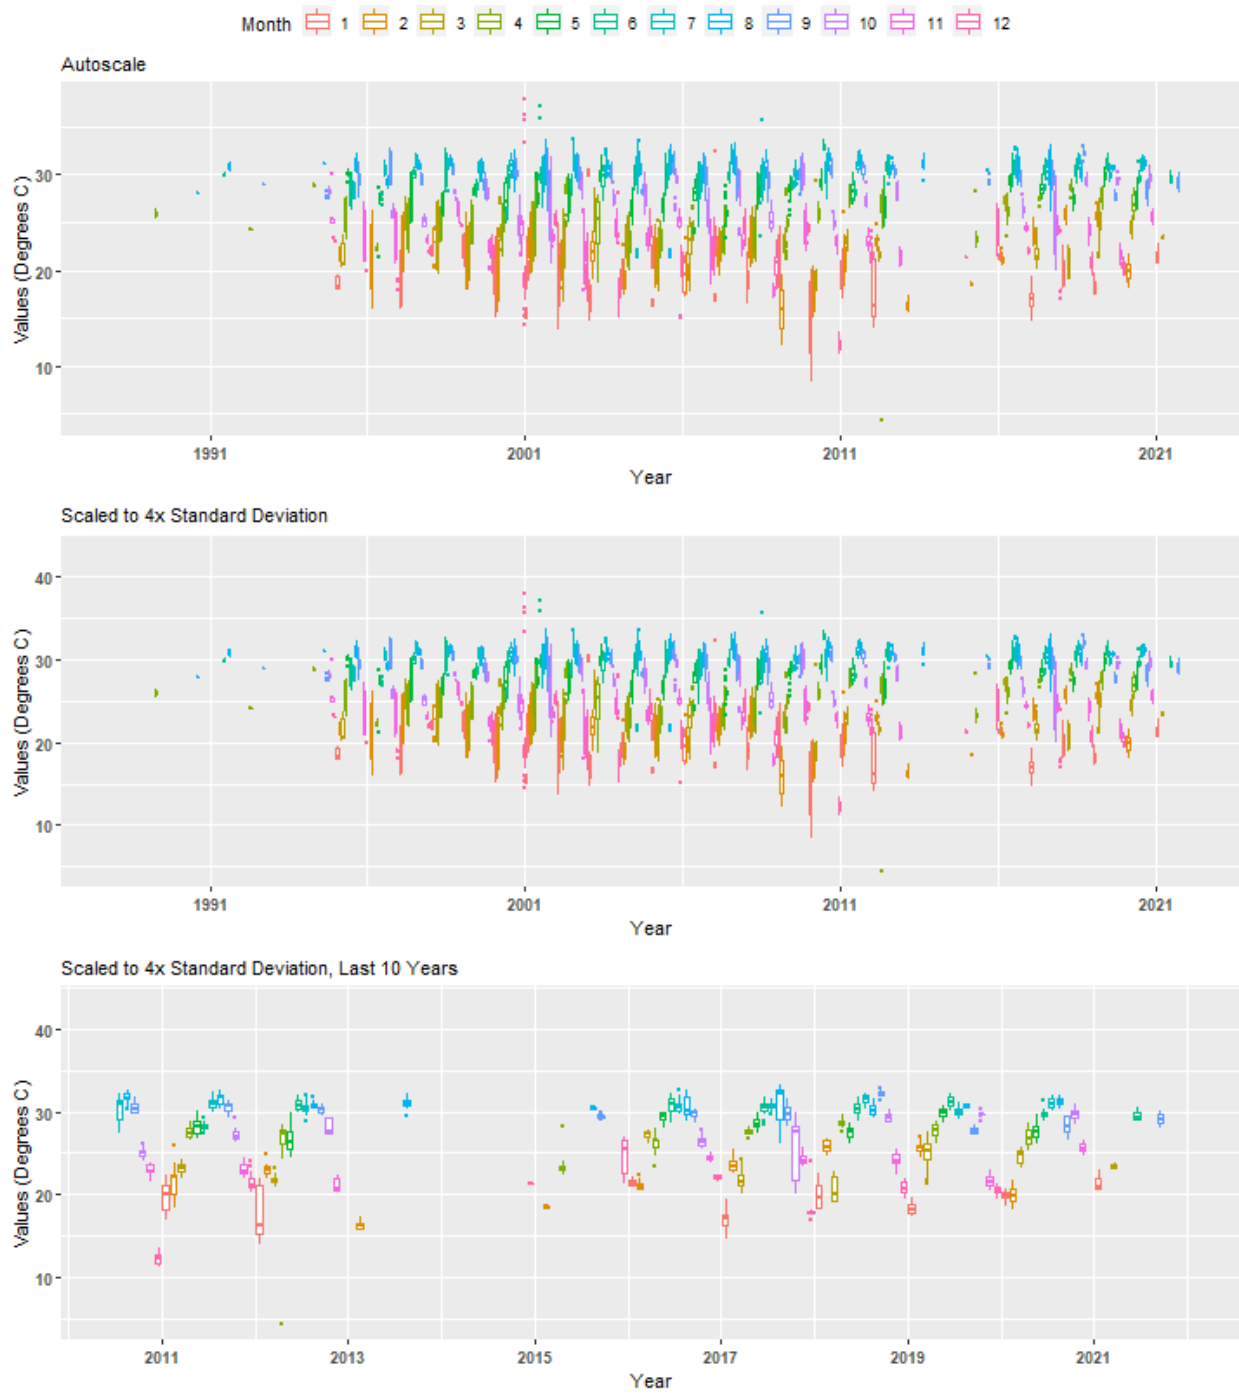 Month 1 2 3 4 5 6 7 8 9 10 11 12
Autoscale
Values (Degrees C)
30
20
10
1991 2001 2011 2021
Year
Scaled to 4x Standard Deviation
Values (Degrees C)
40
30
20
10
1991 2001 2011 2021
Year
Scaled to 4x Standard Deviation, Last 10 Years
Values (Degrees C)
40
30
20
10
2011 2013 2015 2017 2019 2021
Year